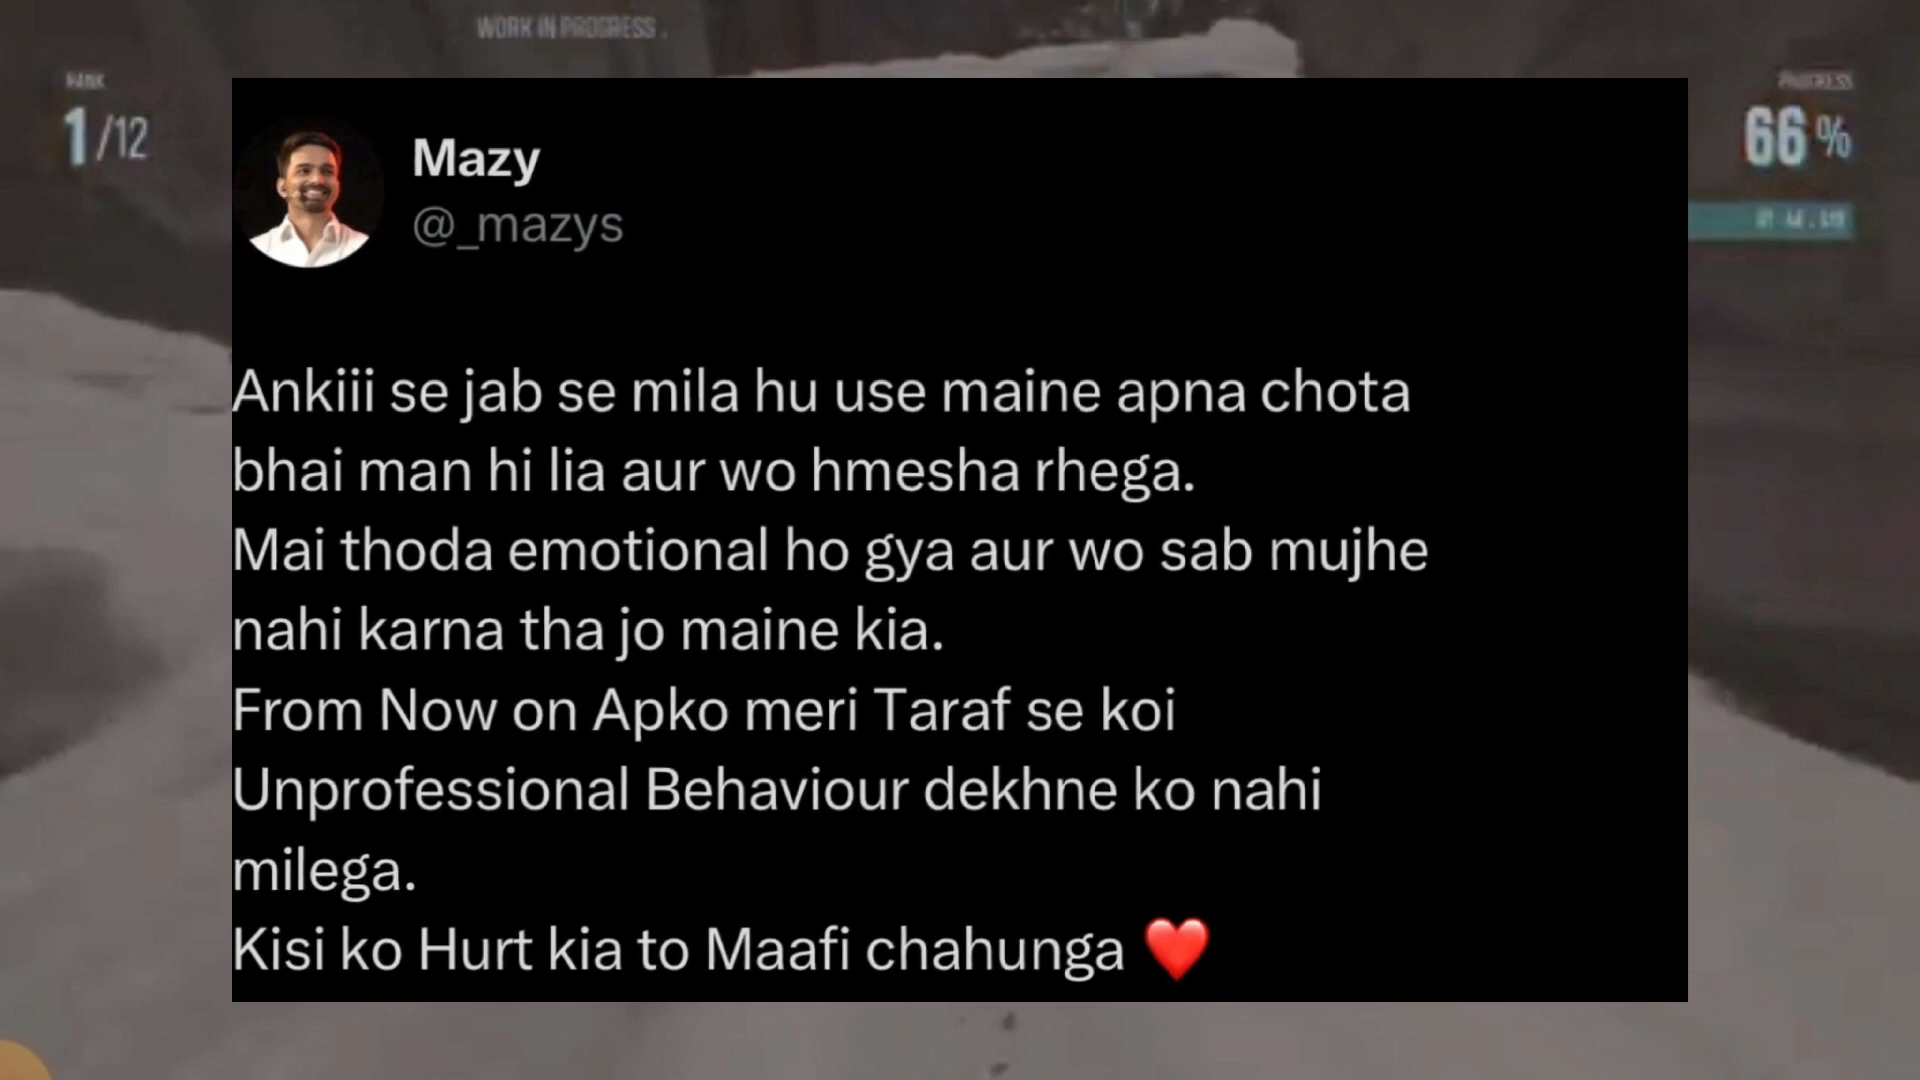 WORK IN PROGRESS .
RANK
1/12
PROGRESS
66 %
Mazy
@_mazys
Ankiii se jab se mila hu use maine apna chota
bhai man hi lia aur wo hmesha rhega.
Mai thoda emotional ho gya aur wo sab mujhe
nahi karna tha jo maine kia.
From Now on Apko meri Taraf se koi
Unprofessional Behaviour dekhne ko nahi
milega.
Kisi ko Hurt kia to Maafi chahunga ❤️